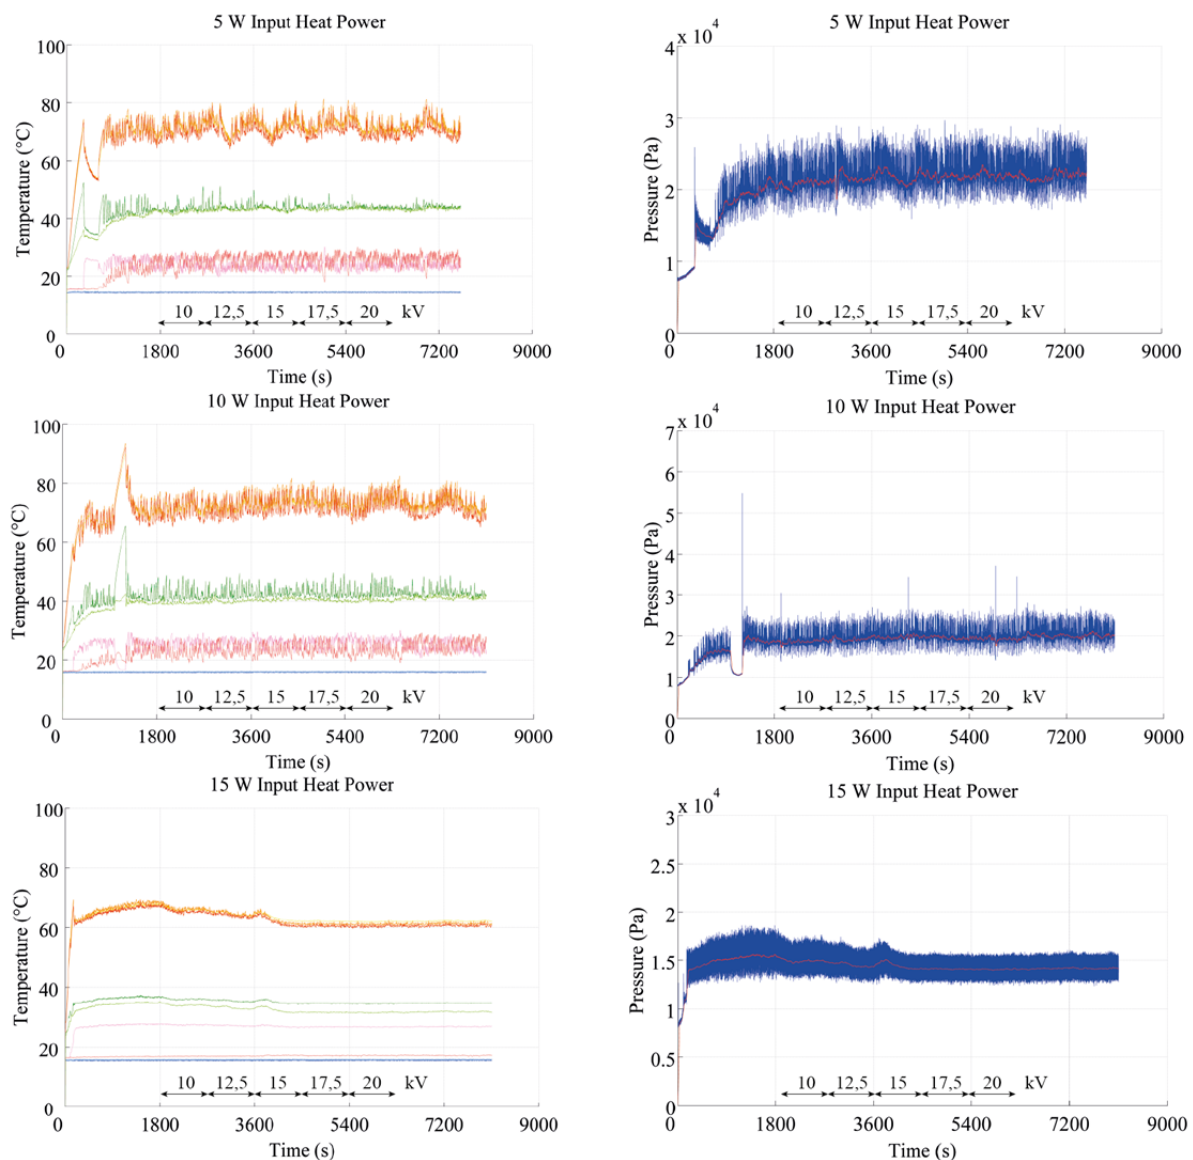 5 W Input Heat Power
100
80
60
40
20
0
Temperature (°C)
10 12,5 15 17,5 20 kV
0 1800 3600 5400 7200 9000
Time (s)
5 W Input Heat Power
x 10⁴
4
3
2
1
0
Pressure (Pa)
10 12,5 15 17,5 20 kV
0 1800 3600 5400 7200 9000
Time (s)
10 W Input Heat Power
100
80
60
40
20
0
Temperature (°C)
10 12,5 15 17,5 20 kV
0 1800 3600 5400 7200 9000
Time (s)
10 W Input Heat Power
x 10⁴
7
6
5
4
3
2
1
0
Pressure (Pa)
10 12,5 15 17,5 20 kV
0 1800 3600 5400 7200 9000
Time (s)
15 W Input Heat Power
100
80
60
40
20
0
Temperature (°C)
10 12,5 15 17,5 20 kV
0 1800 3600 5400 7200 9000
Time (s)
15 W Input Heat Power
x 10⁴
3
2.5
2
1.5
1
0.5
0
Pressure (Pa)
10 12,5 15 17,5 20 kV
0 1800 3600 5400 7200 9000
Time (s)